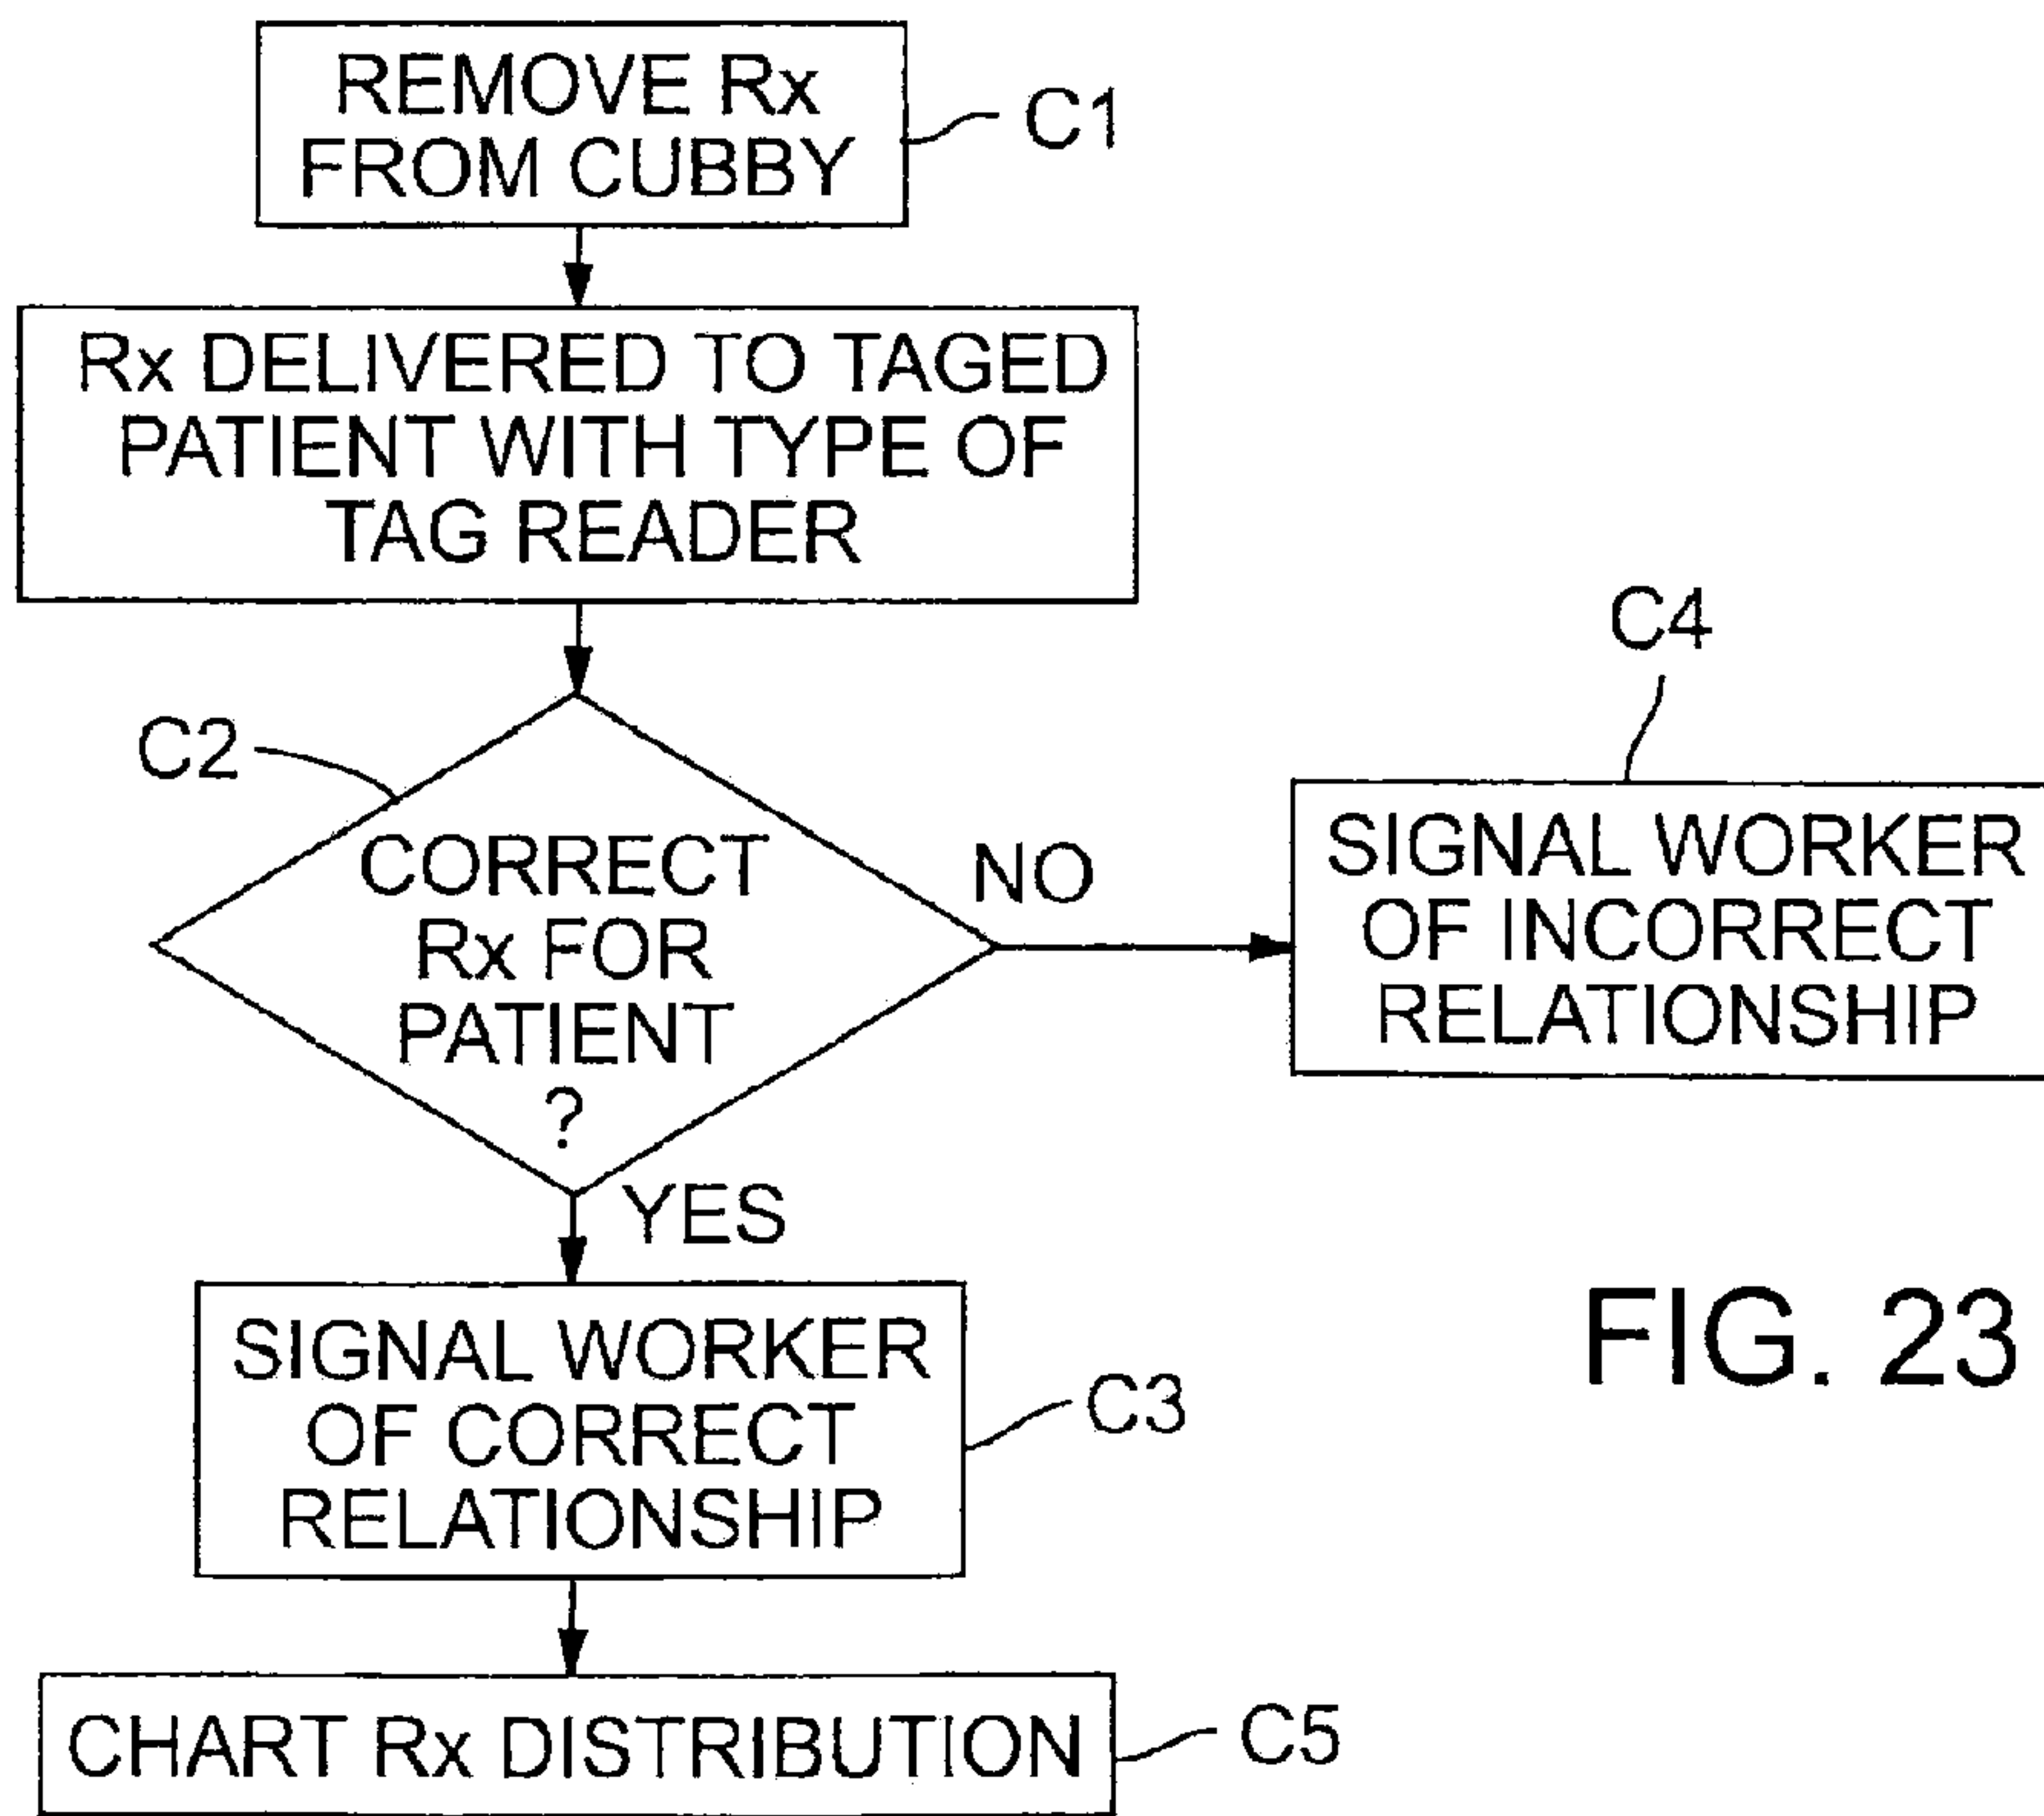 REMOVE Rx
FROM CUBBY
C1
Rx DELIVERED TO TAGED
PATIENT WITH TYPE OF
TAG READER
C2
CORRECT
Rx FOR
PATIENT
?
NO
C4
SIGNAL WORKER
OF INCORRECT
RELATIONSHIP
YES
SIGNAL WORKER
OF CORRECT
RELATIONSHIP
C3
CHART Rx DISTRIBUTION
C5
FIG. 23